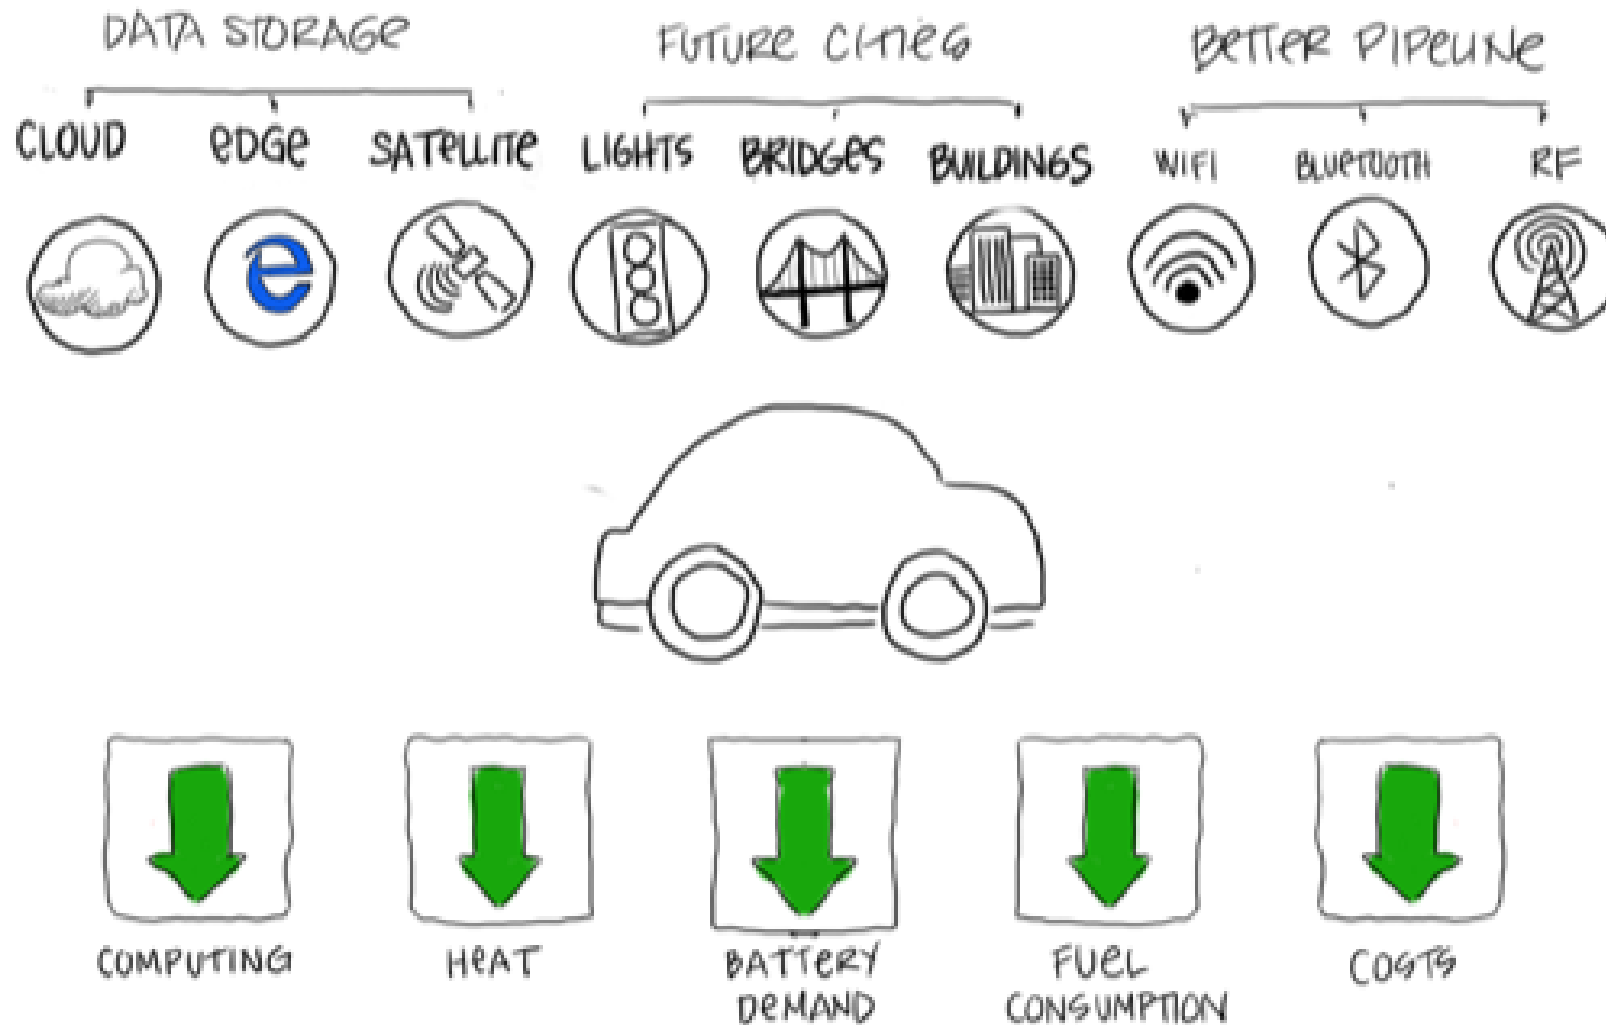 DATA STORAGE
FUTURE CITIES
BETTER PIPELINE
CLOUD
EDGE
SATELLITE
LIGHTS
BRIDGES
BUILDINGS
WIFI
BLUETOOTH
RF
e
COMPUTING
HEAT
BATTERY
DEMAND
FUEL
CONSUMPTION
COSTS